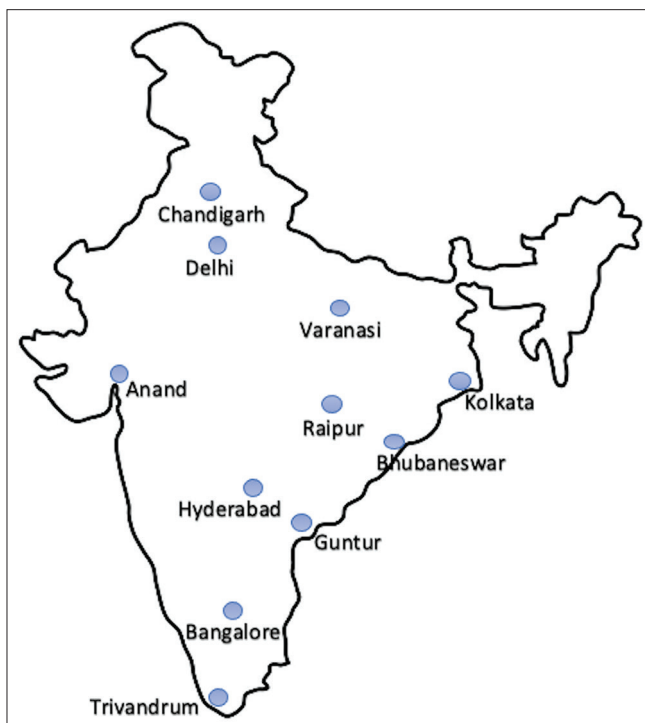 Chandigarh
Delhi
Varanasi
Anand
Kolkata
Raipur
Bhubaneswar
Hyderabad
Guntur
Bangalore
Trivandrum